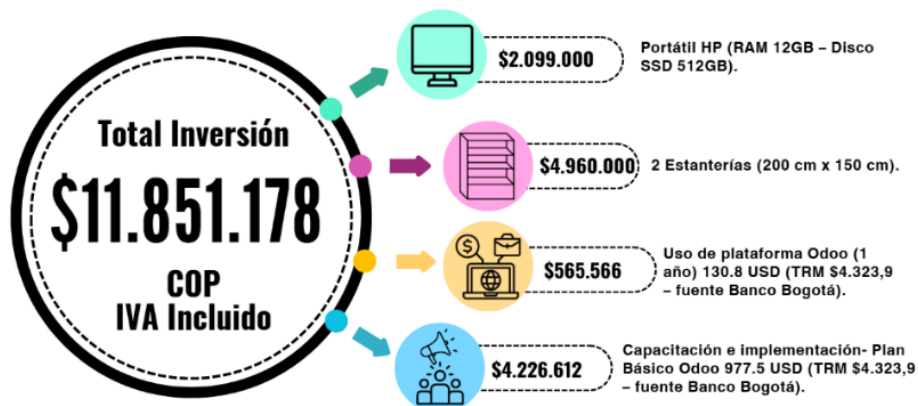 Total Inversión
$11.851.178
COP
IVA Incluido
$2.099.000
Portátil HP (RAM 12GB – Disco
SSD 512GB).
$4.960.000
2 Estanterías (200 cm x 150 cm).
$565.566
Uso de plataforma Odoo (1
año) 130.8 USD (TRM $4.323,9
– fuente Banco Bogotá).
$4.226.612
Capacitación e implementación- Plan
Básico Odoo 977.5 USD (TRM $4.323,9
– fuente Banco Bogotá).